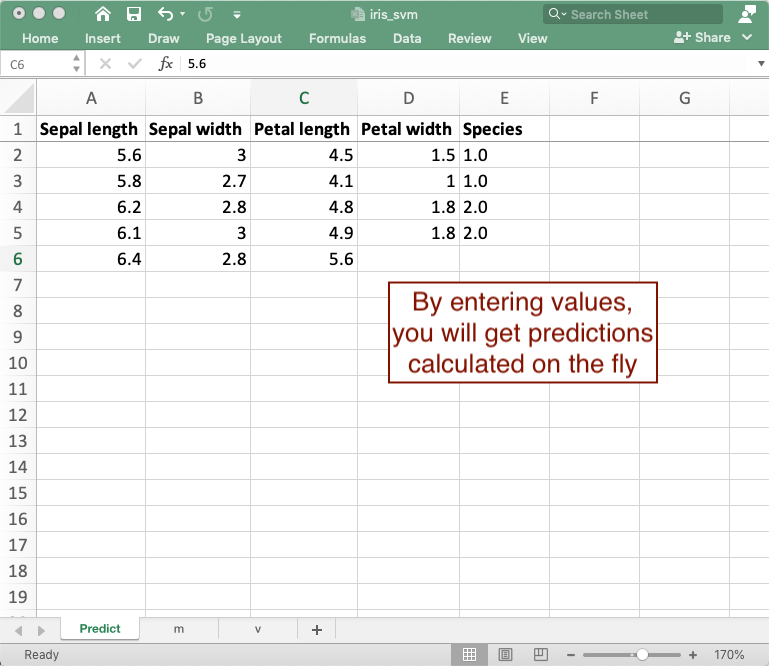 iris_svm
Search Sheet
Home Insert Draw Page Layout Formulas Data Review View Share
C6 fx 5.6
A B C D E F G
1 Sepal length Sepal width Petal length Petal width Species
2 5.6 3 4.5 1.5 1.0
3 5.8 2.7 4.1 1 1.0
4 6.2 2.8 4.8 1.8 2.0
5 6.1 3 4.9 1.8 2.0
6 6.4 2.8 5.6
7
8
9
10
11
12
13
14
15
16
17
18
19
By entering values,
you will get predictions
calculated on the fly
Predict m v +
Ready 170%